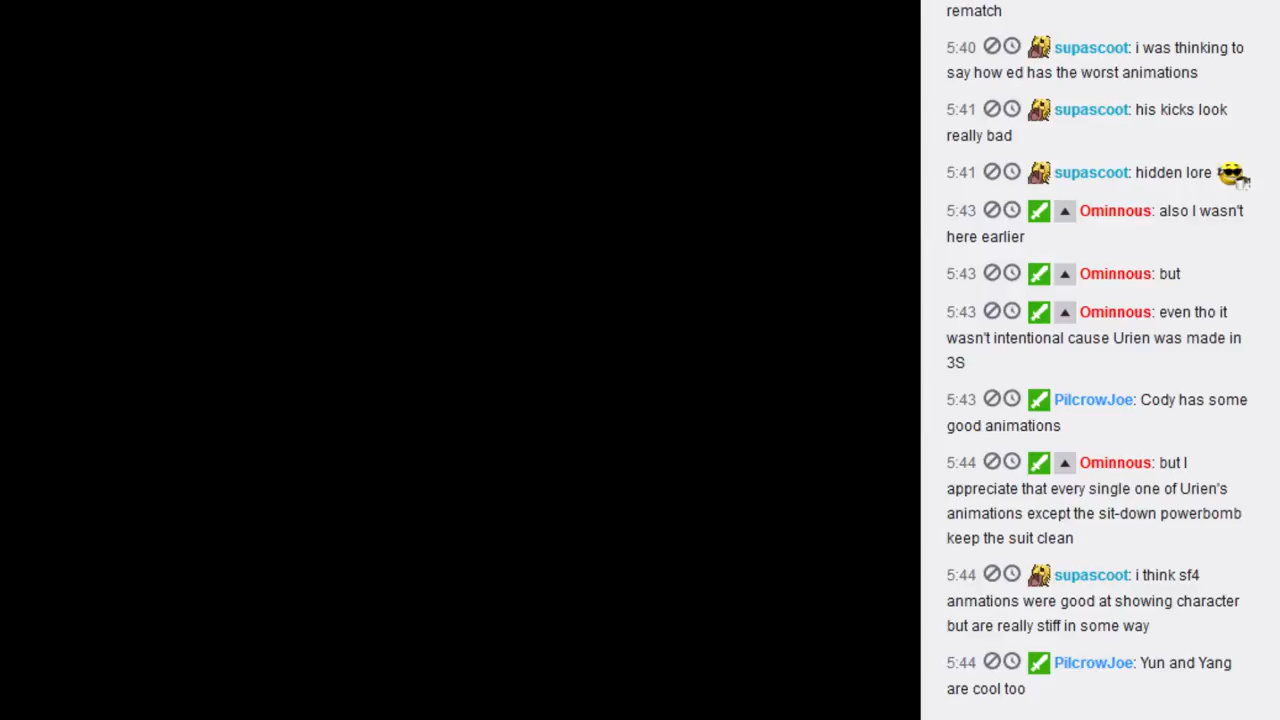 rematch
5:40 supascoot: i was thinking to
say how ed has the worst animations
5:41 supascoot: his kicks look
really bad
5:41 supascoot: hidden lore
5:43 Ominnous: also I wasn't
here earlier
5:43 Ominnous: but
5:43 Ominnous: even tho it
wasn't intentional cause Urien was made in
3S
5:43 PilcrowJoe: Cody has some
good animations
5:44 Ominnous: but I
appreciate that every single one of Urien's
animations except the sit-down powerbomb
keep the suit clean
5:44 supascoot: i think sf4
anmations were good at showing character
but are really stiff in some way
5:44 PilcrowJoe: Yun and Yang
are cool too